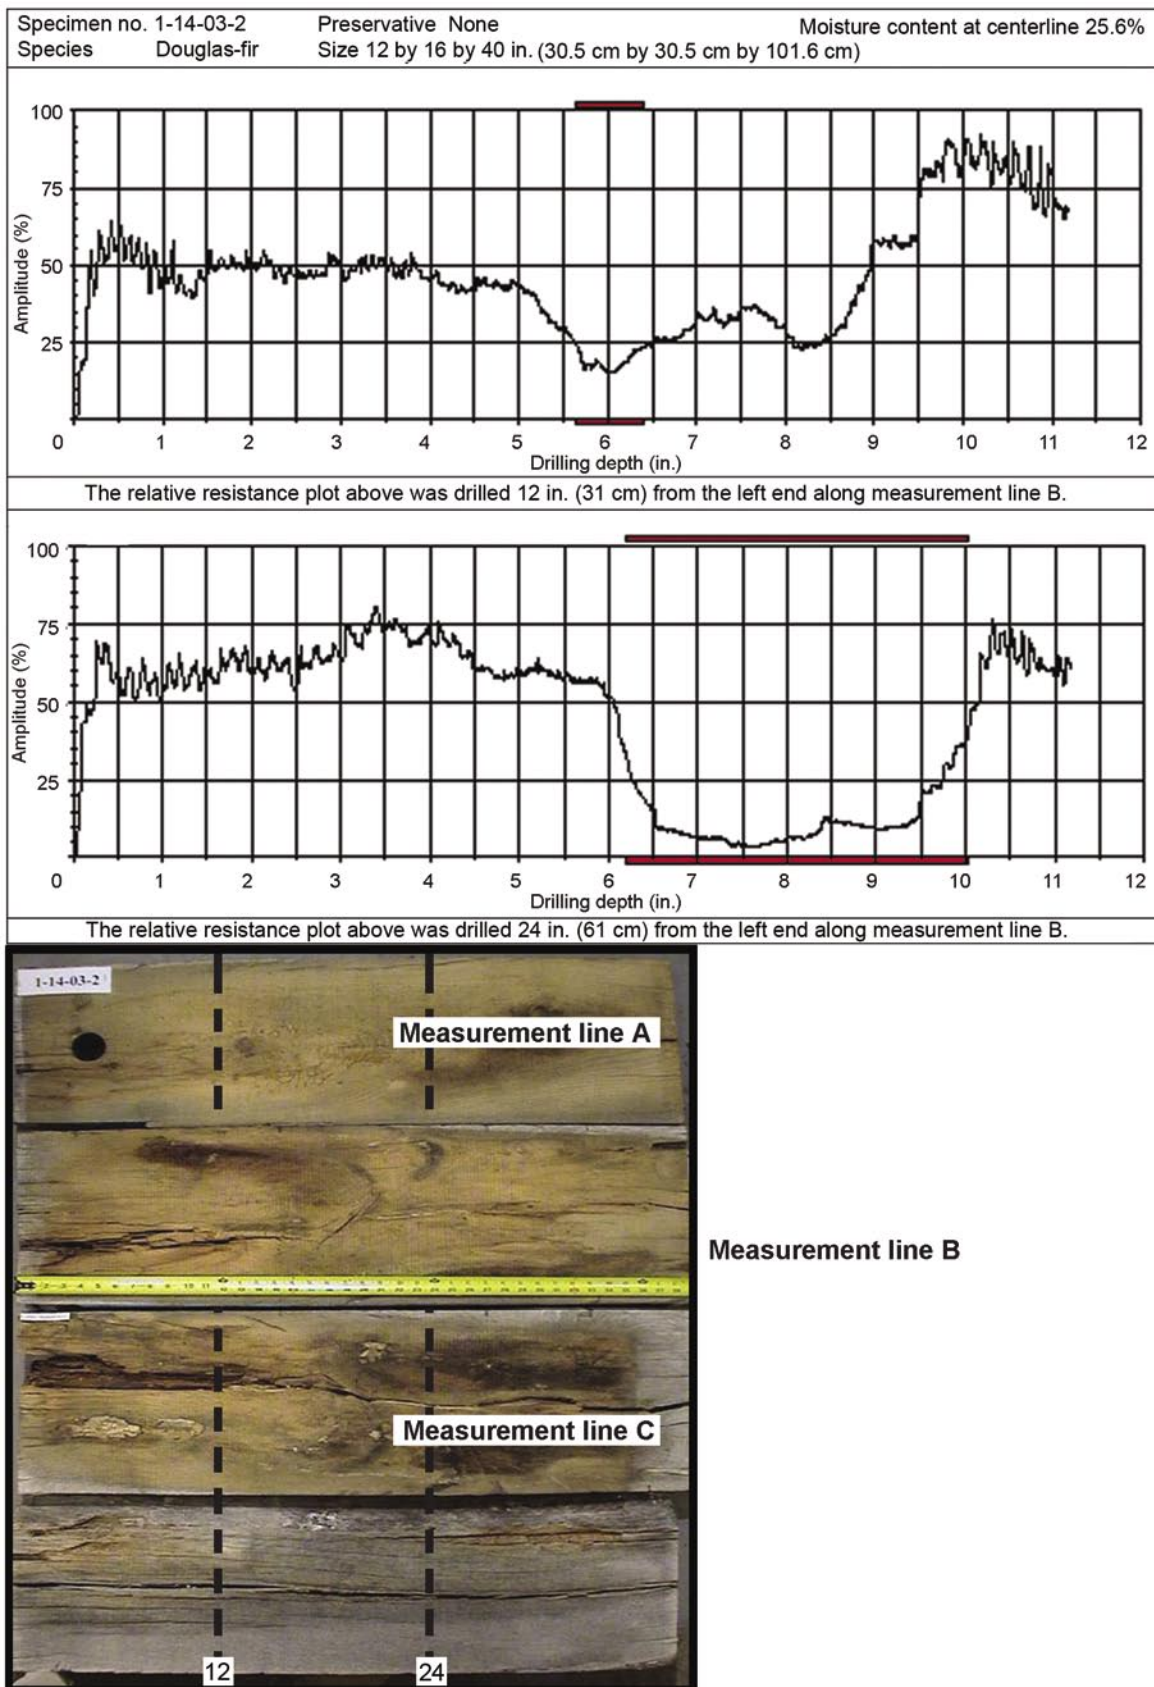 Specimen no. 1-14-03-2 Preservative None Moisture content at centerline 25.6%
Species Douglas-fir Size 12 by 16 by 40 in. (30.5 cm by 30.5 cm by 101.6 cm)
100
75
50
25
Amplitude (%)
0 1 2 3 4 5 6 7 8 9 10 11 12
Drilling depth (in.)
The relative resistance plot above was drilled 12 in. (31 cm) from the left end along measurement line B.
100
75
50
25
Amplitude (%)
0 1 2 3 4 5 6 7 8 9 10 11 12
Drilling depth (in.)
The relative resistance plot above was drilled 24 in. (61 cm) from the left end along measurement line B.
1-14-03-2
Measurement line A
Measurement line B
Measurement line C
12 24